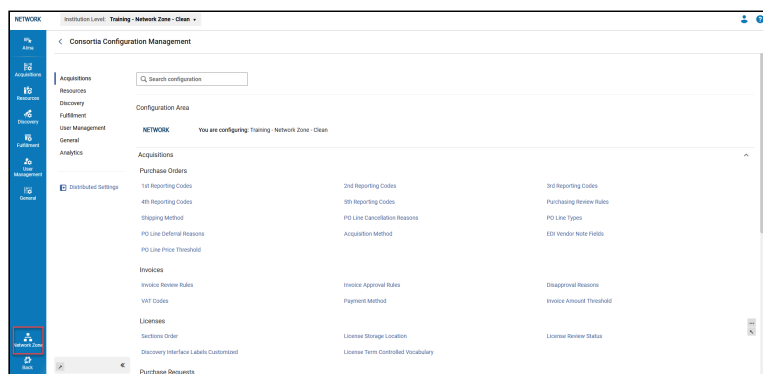 NETWORK
Institution Level: Training - Network Zone - Clean
Alma
Acquisitions
Resources
Discovery
Fulfillment
User
Management
General
Network Zone
Back
Consortia Configuration Management
Acquisitions
Resources
Discovery
Fulfillment
User Management
General
Analytics
Distributed Settings
Search configuration
Configuration Area
NETWORK You are configuring: Training - Network Zone - Clean
Acquisitions
Purchase Orders
1st Reporting Codes 2nd Reporting Codes 3rd Reporting Codes
4th Reporting Codes 5th Reporting Codes Purchasing Review Rules
Shipping Method PO Line Cancellation Reasons PO Line Types
PO Line Deferral Reasons Acquisition Method EDI Vendor Note Fields
PO Line Price Threshold
Invoices
Invoice Review Rules Invoice Approval Rules Disapproval Reasons
VAT Codes Payment Method Invoice Amount Threshold
Licenses
Sections Order License Storage Location License Review Status
Discovery Interface Labels Customized License Term Controlled Vocabulary
Purchase Requests